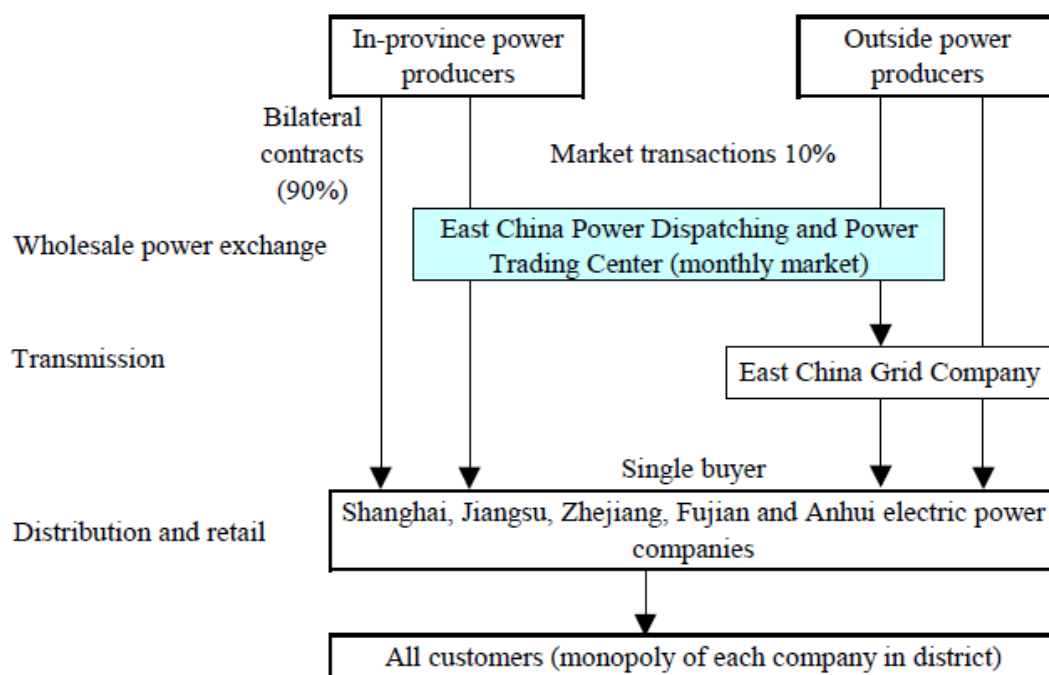 In-province power
producers
Outside power
producers
Bilateral
contracts
(90%)
Market transactions 10%
Wholesale power exchange
East China Power Dispatching and Power
Trading Center (monthly market)
Transmission
East China Grid Company
Single buyer
Distribution and retail
Shanghai, Jiangsu, Zhejiang, Fujian and Anhui electric power
companies
All customers (monopoly of each company in district)